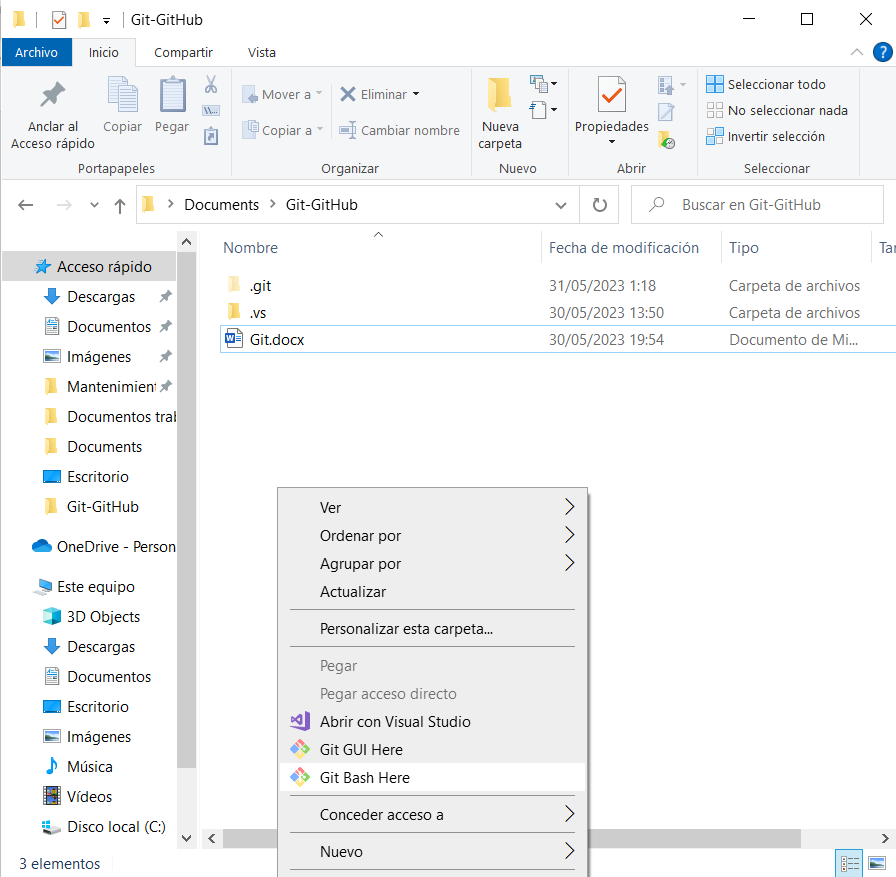 Git-GitHub
Archivo Inicio Compartir Vista
Anclar al
Acceso rápido
Copiar
Pegar
Portapapeles
Mover a
Copiar a
Eliminar
Cambiar nombre
Organizar
Nueva
carpeta
Nuevo
Propiedades
Abrir
Seleccionar todo
No seleccionar nada
Invertir selección
Seleccionar
Documents Git-GitHub
Buscar en Git-GitHub
Acceso rápido
Descargas
Documentos
Imágenes
Mantenimient
Documentos trab
Documents
Escritorio
Git-GitHub
OneDrive - Person
Este equipo
3D Objects
Descargas
Documentos
Escritorio
Imágenes
Música
Vídeos
Disco local (C:)
Nombre Fecha de modificación Tipo Tar
.git 31/05/2023 1:18 Carpeta de archivos
.vs 30/05/2023 13:50 Carpeta de archivos
Git.docx 30/05/2023 19:54 Documento de Mi...
Ver
Ordenar por
Agrupar por
Actualizar
Personalizar esta carpeta...
Pegar
Pegar acceso directo
Abrir con Visual Studio
Git GUI Here
Git Bash Here
Conceder acceso a
Nuevo
3 elementos